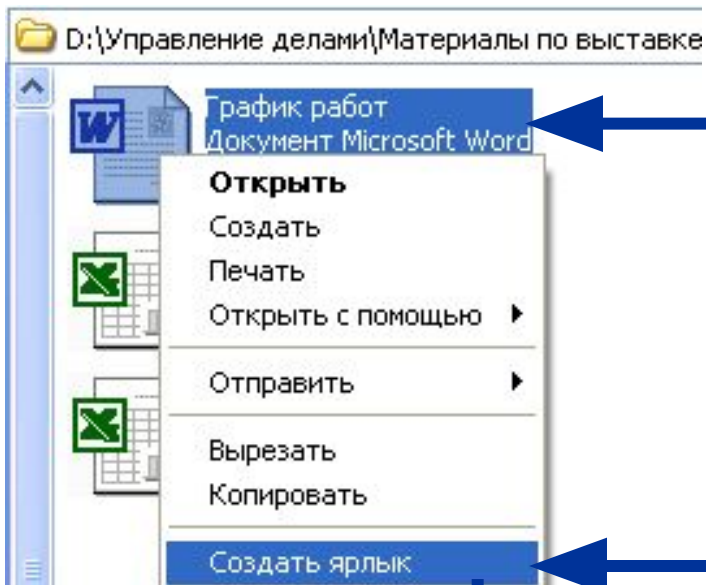 D:\Управление делами\Материалы по выставке
График работ
Документ Microsoft Word
Открыть
Создать
Печать
Открыть с помощью
Отправить
Вырезать
Копировать
Создать ярлык